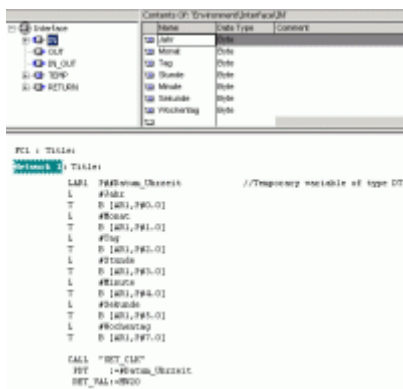 Contents Of: 'Environment\Interface\IN'
Interface
IN
OUT
IN_OUT
TEMP
RETURN
Name Data Type Comment
Jahr Byte
Monat Byte
Tag Byte
Stunde Byte
Minute Byte
Sekunde Byte
Wochentag Byte
FC1 : Title:
Network 1: Title:
LAR1 P##Datum_Uhrzeit //Temporary variable of type DT
L #Jahr
T B [AR1,P#0.0]
L #Monat
T B [AR1,P#1.0]
L #Tag
T B [AR1,P#2.0]
L #Stunde
T B [AR1,P#3.0]
L #Minute
T B [AR1,P#4.0]
L #Sekunde
T B [AR1,P#5.0]
L #Wochentag
T B [AR1,P#7.0]
CALL "SET_CLK"
PDT :=#Datum_Uhrzeit
RET_VAL:=MW20